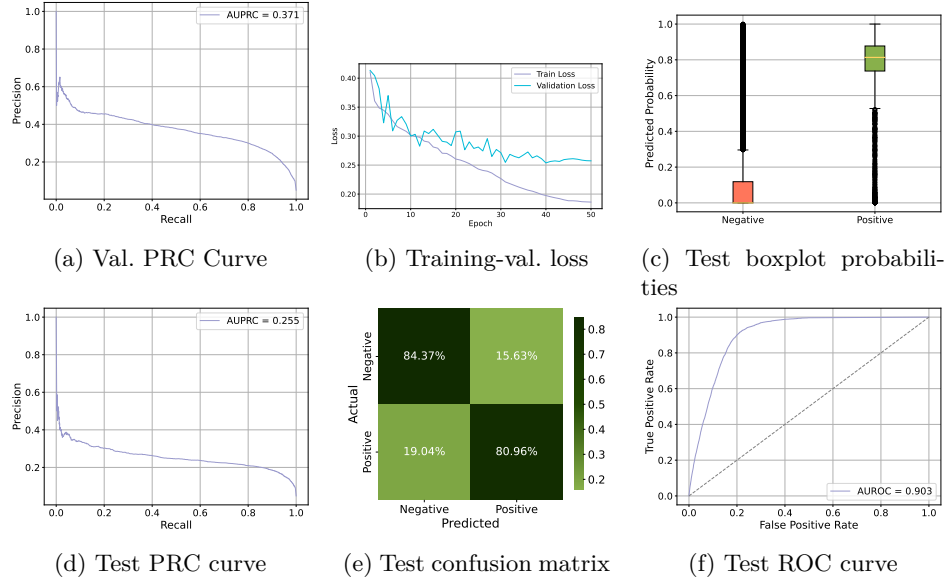 AUPRC = 0.371
Precision
1.0
0.8
0.6
0.4
0.2
0.0 0.2 0.4 0.6 0.8 1.0
Recall
(a) Val. PRC Curve
Train Loss
Validation Loss
Loss
0.40
0.35
0.30
0.25
0.20
0 10 20 30 40 50
Epoch
(b) Training-val. loss
Predicted Probability
1.0
0.8
0.6
0.4
0.2
0.0
Negative Positive
(c) Test boxplot probabili-
ties
AUPRC = 0.255
Precision
1.0
0.8
0.6
0.4
0.2
0.0 0.2 0.4 0.6 0.8 1.0
Recall
(d) Test PRC curve
Actual
Negative
Positive
84.37% 15.63%
19.04% 80.96%
Negative Positive
Predicted
0.8
0.7
0.6
0.5
0.4
0.3
0.2
(e) Test confusion matrix
True Positive Rate
1.0
0.8
0.6
0.4
0.2
0.0
AUROC = 0.903
0.0 0.2 0.4 0.6 0.8 1.0
False Positive Rate
(f) Test ROC curve